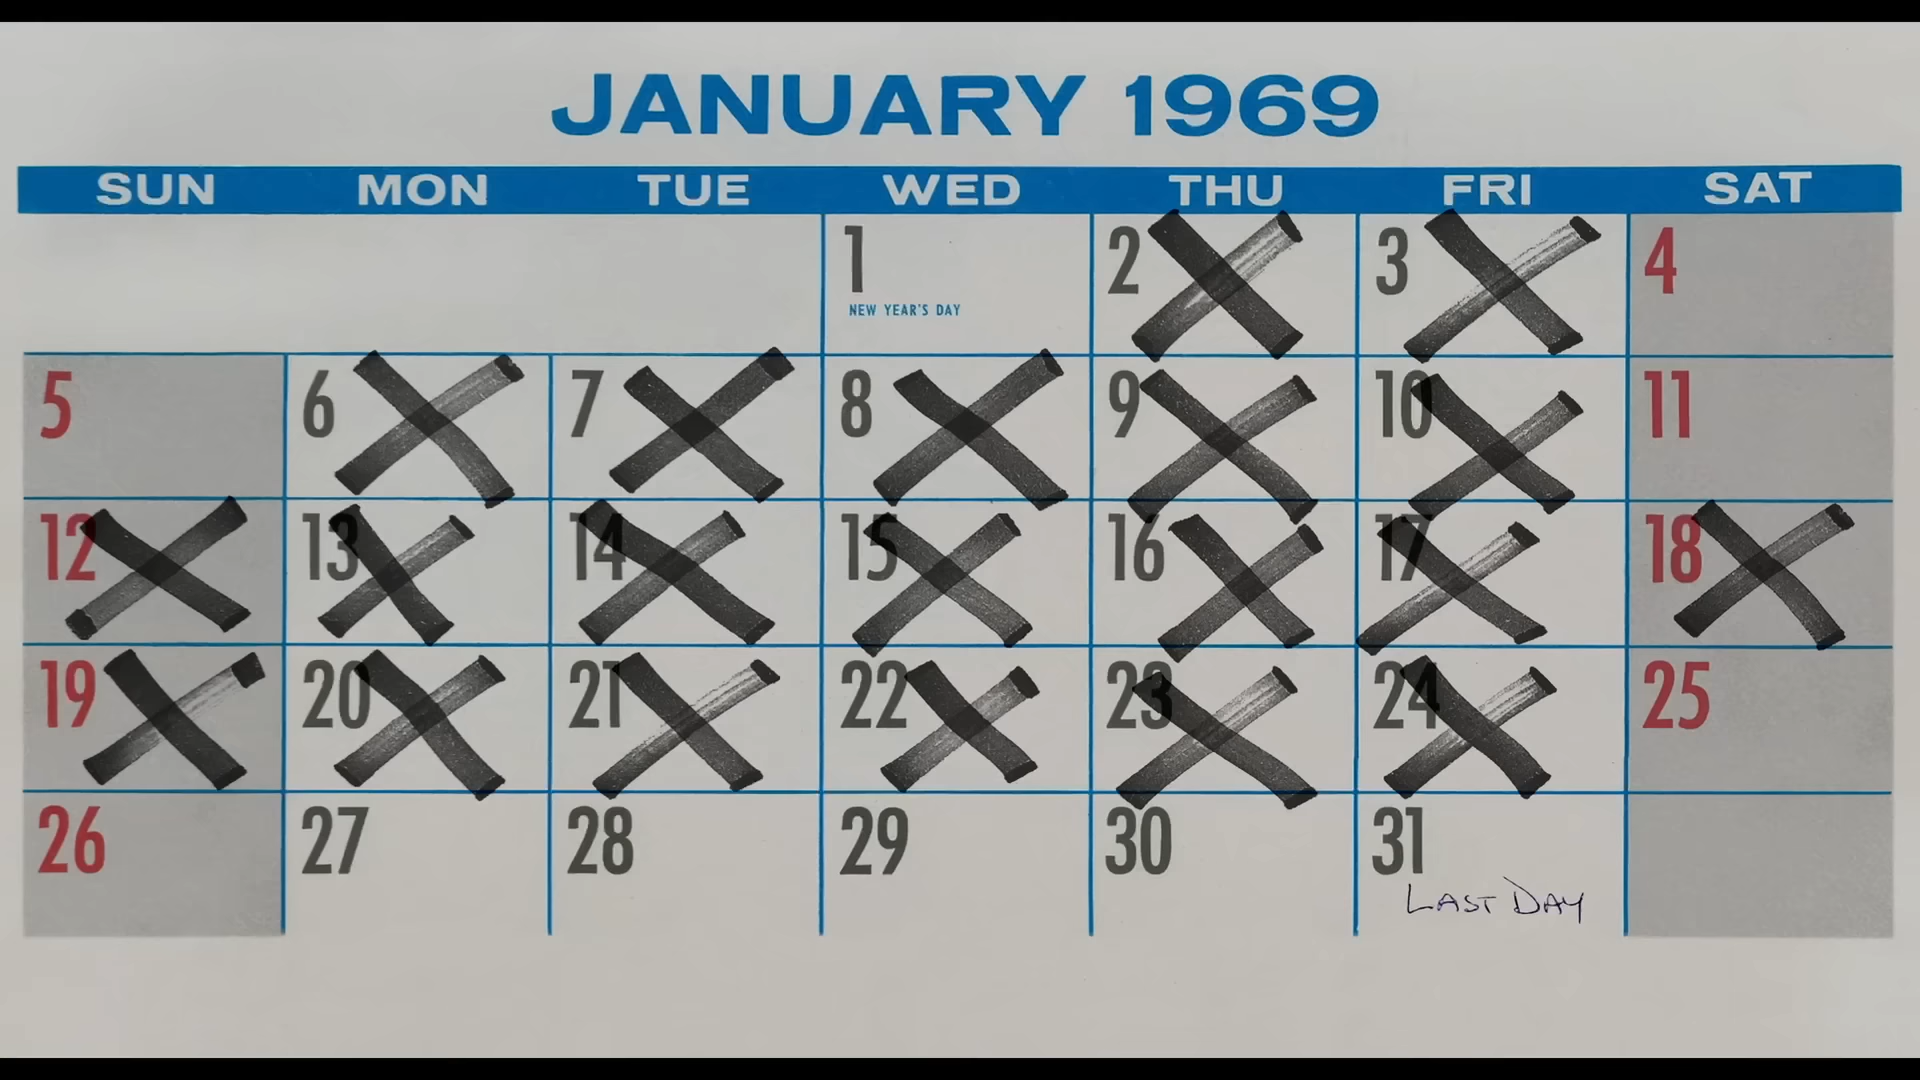 JANUARY 1969
SUN MON TUE WED THU FRI SAT
1 2 3 4
NEW YEAR'S DAY
5 6 7 8 9 10 11
12 13 14 15 16 17 18
19 20 21 22 23 24 25
26 27 28 29 30 31
LAST DAY